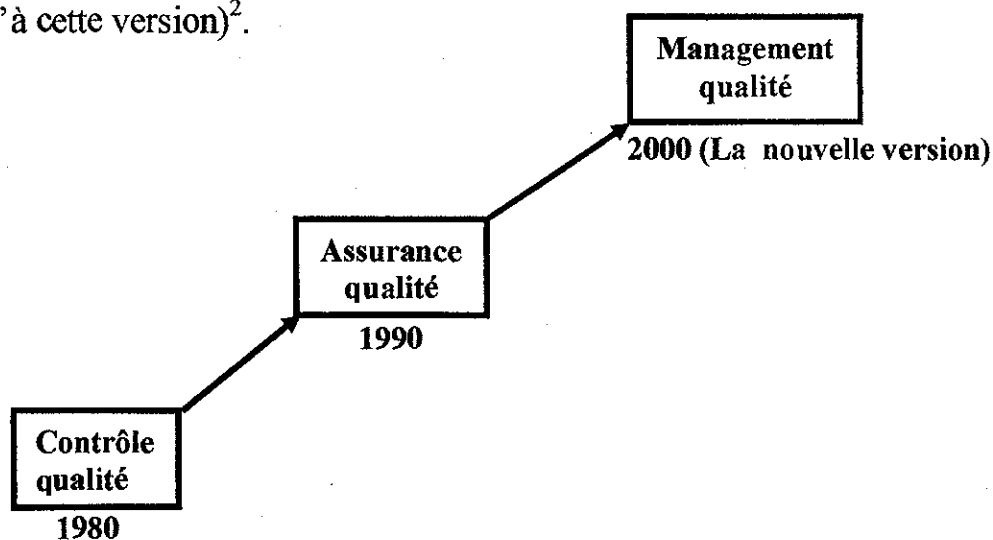 ’à cette version)².
Management
qualité
2000 (La nouvelle version)
Assurance
qualité
1990
Contrôle
qualité
1980